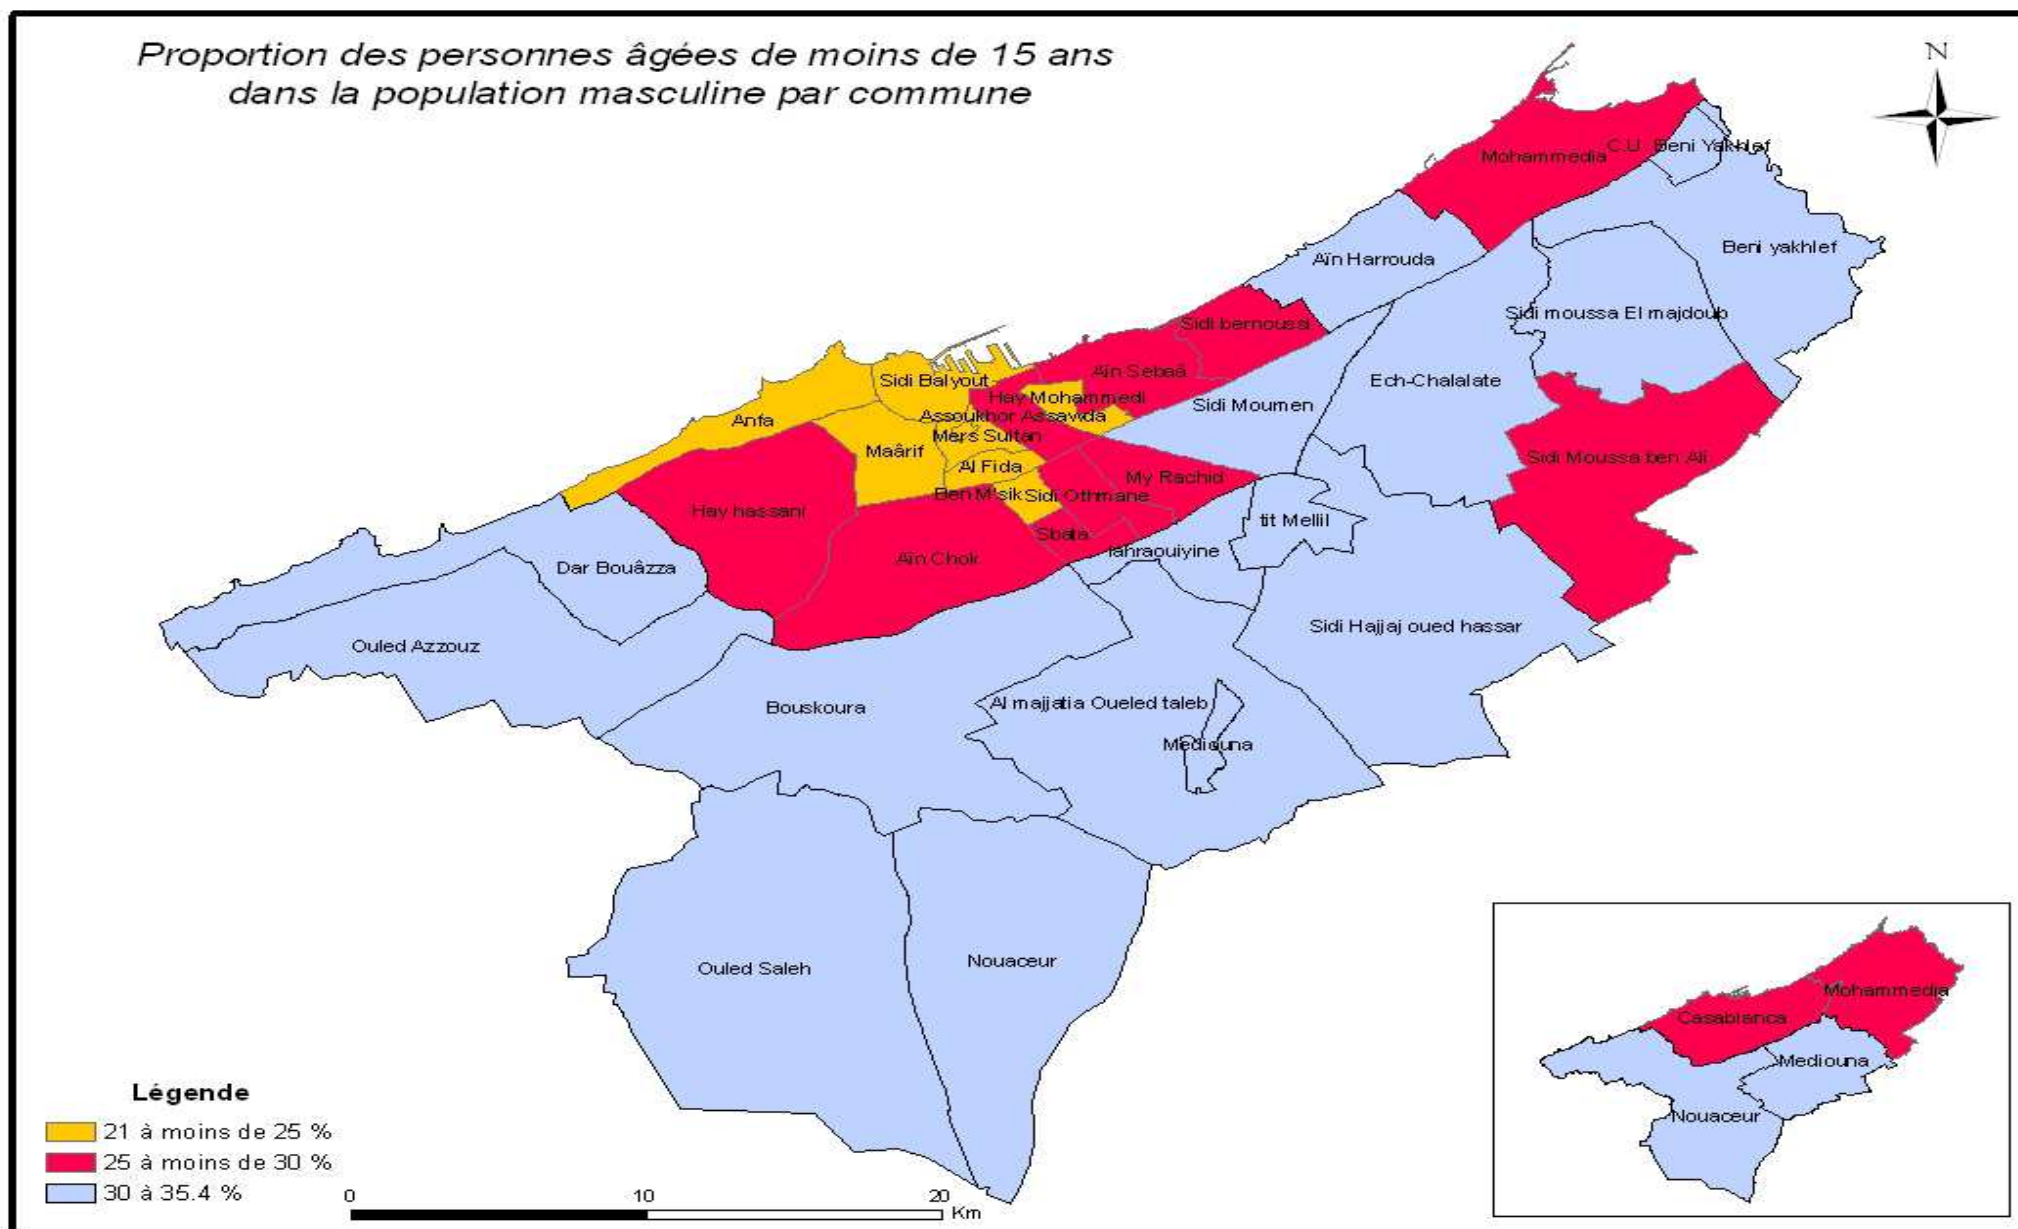 Proportion des personnes âgées de moins de 15 ans
dans la population masculine par commune
N
Mohammedia
C.U Beni Yakhlef
Beni yakhlef
Aïn Harrouda
Sidi moussa El majdoub
Sidi bernoussi
Aïn Sebaâ
Ech-Chalalate
Sidi Balyout
Hay Mohammedi
Sidi Moumen
Assoukhor Assawda
Anfa
Mers Sultan
Maârif
Al Fida
Sidi Moussa ben Ali
My Rachid
Ben M'sik
Sidi Othmane
Hay hassani
tit Mellil
Sbata
lahraouiyine
Aïn Chok
Dar Bouâzza
Sidi Hajjaj oued hassar
Ouled Azzouz
Al majjatia Oueled taleb
Bouskoura
Mediouna
Ouled Saleh
Nouaceur
Mohammedia
Casablanca
Mediouna
Nouaceur
Légende
21 à moins de 25 %
25 à moins de 30 %
30 à 35.4 %
0 10 20
Km